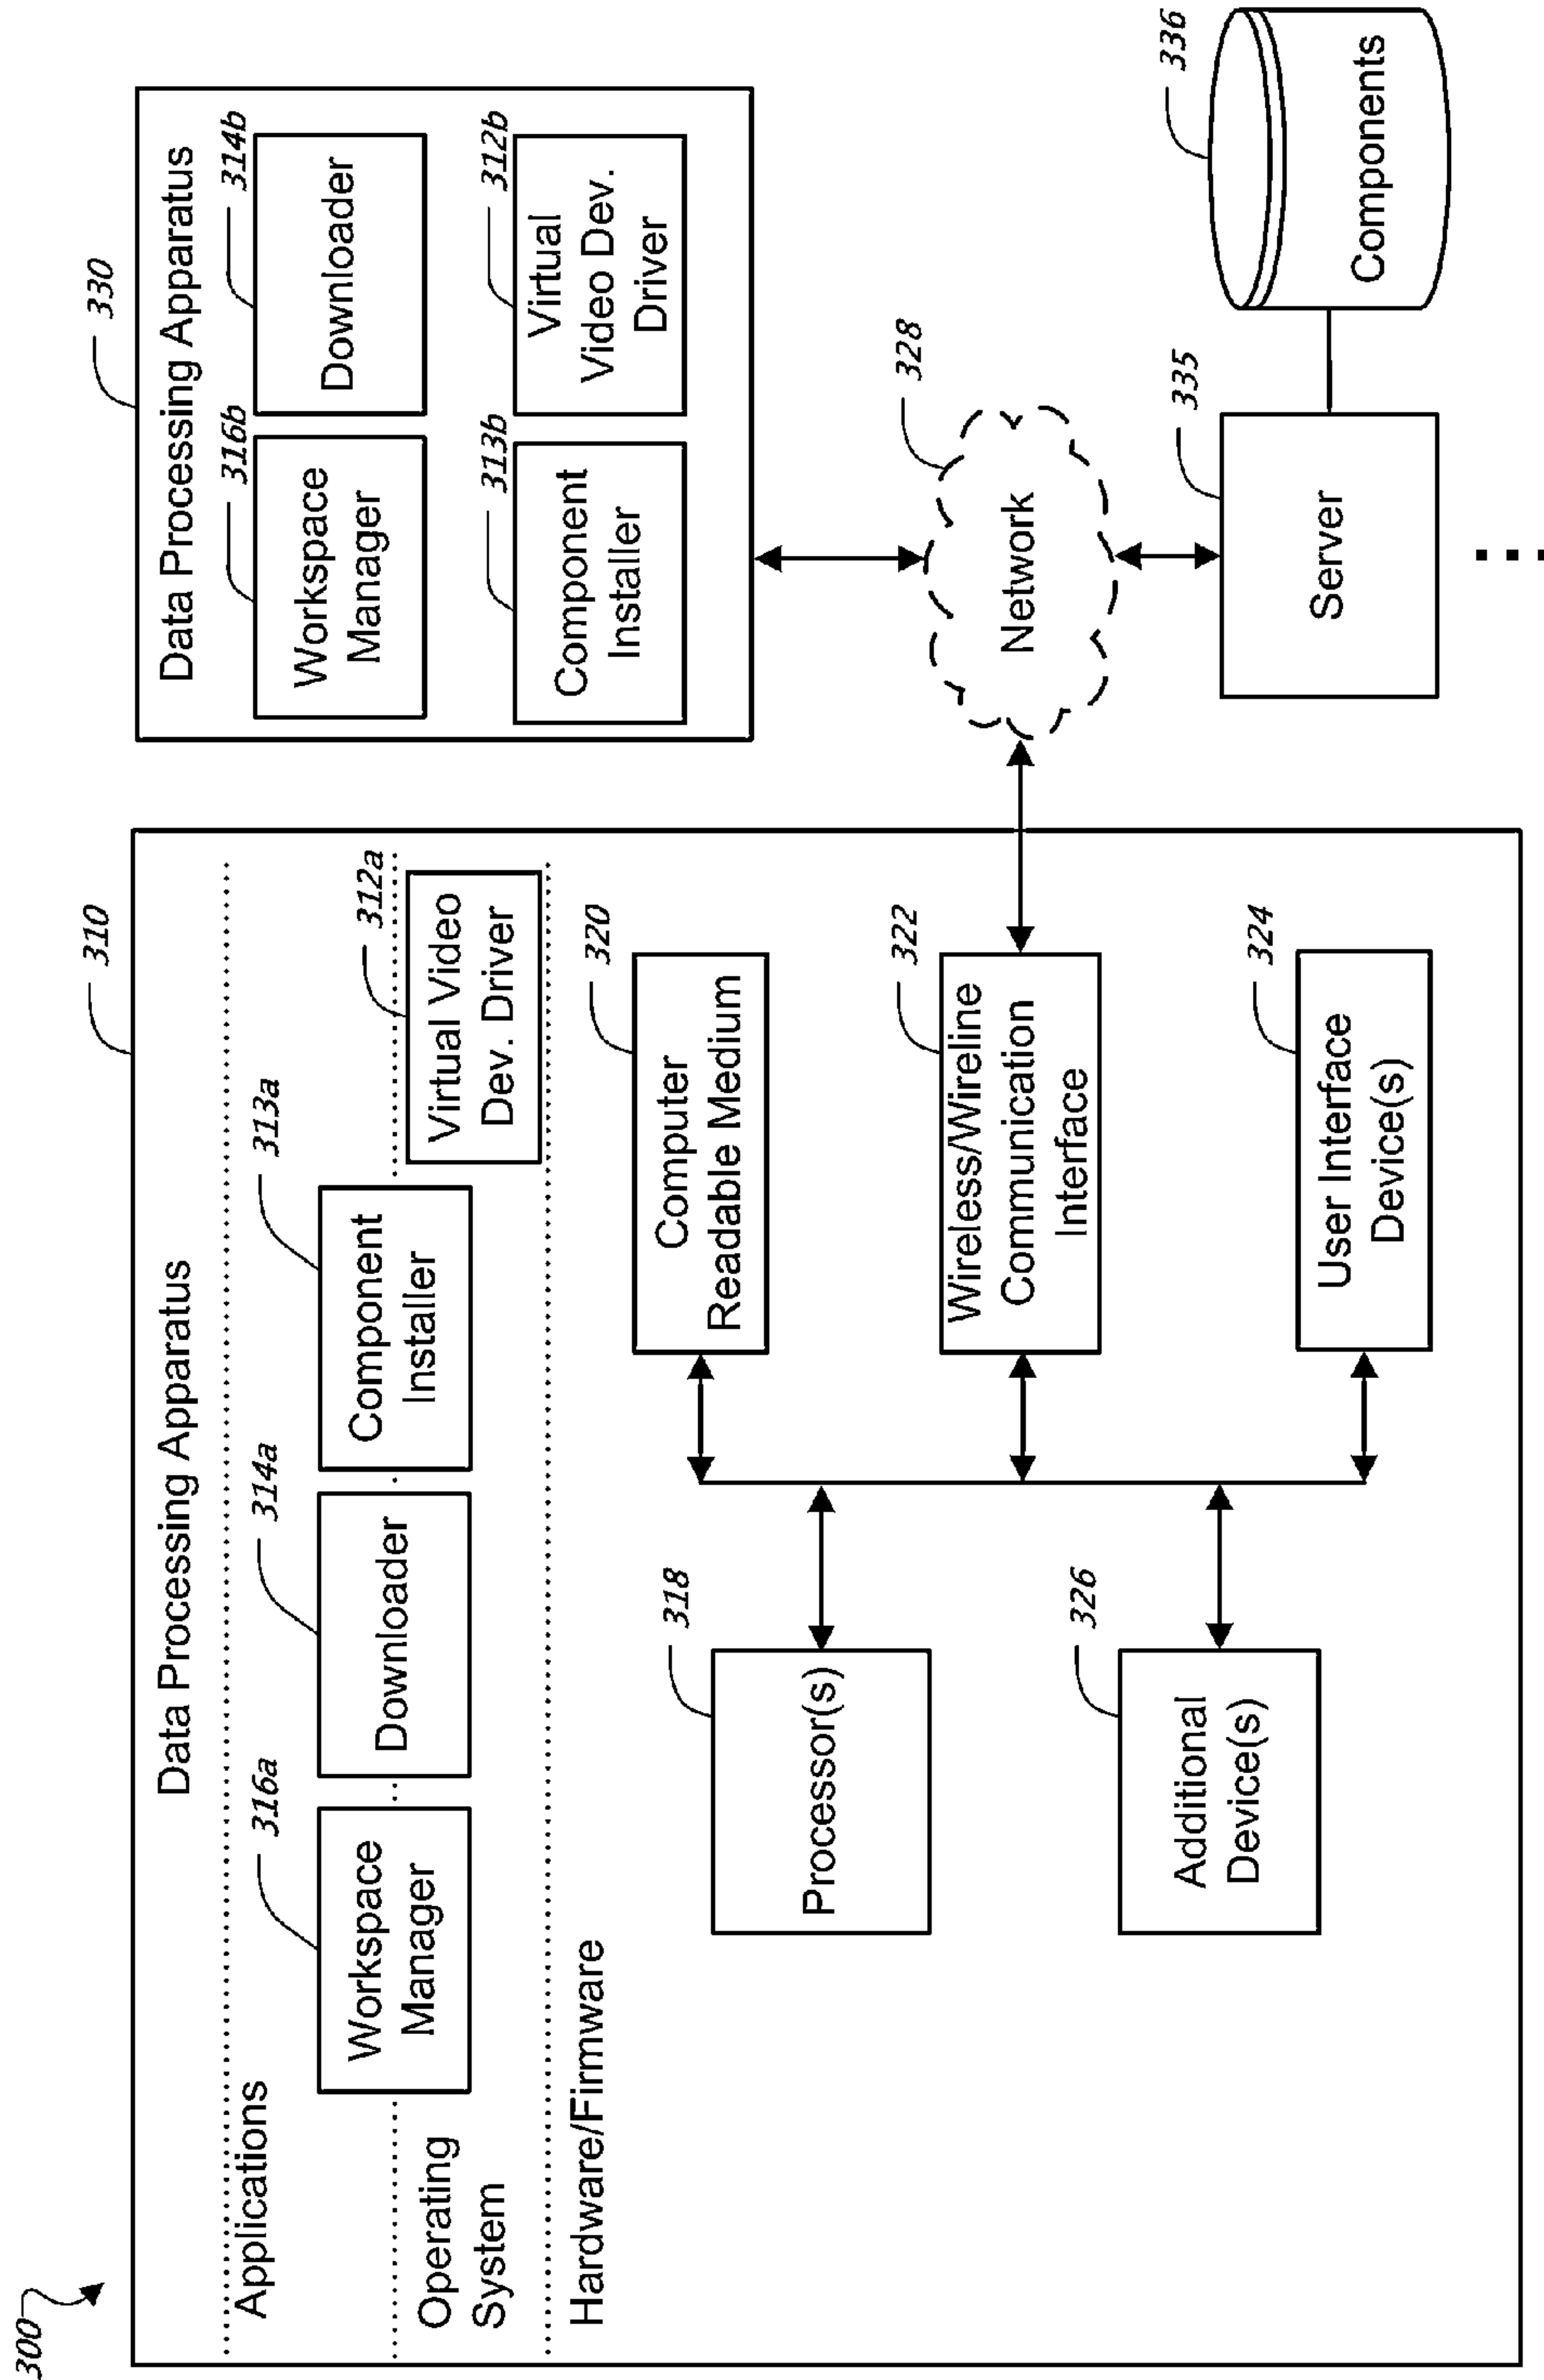 300
310
Data Processing Apparatus
Applications
316a
Workspace
Manager
314a
Downloader
313a
Component
Installer
312a
Virtual Video
Dev. Driver
Operating
System
Hardware/Firmware
318
Processor(s)
326
Additional
Device(s)
320
Computer
Readable Medium
322
Wireless/Wireline
Communication
Interface
324
User Interface
Device(s)
330
Data Processing Apparatus
316b
Workspace
Manager
314b
Downloader
313b
Component
Installer
312b
Virtual
Video Dev.
Driver
328
Network
335
Server
336
Components
...